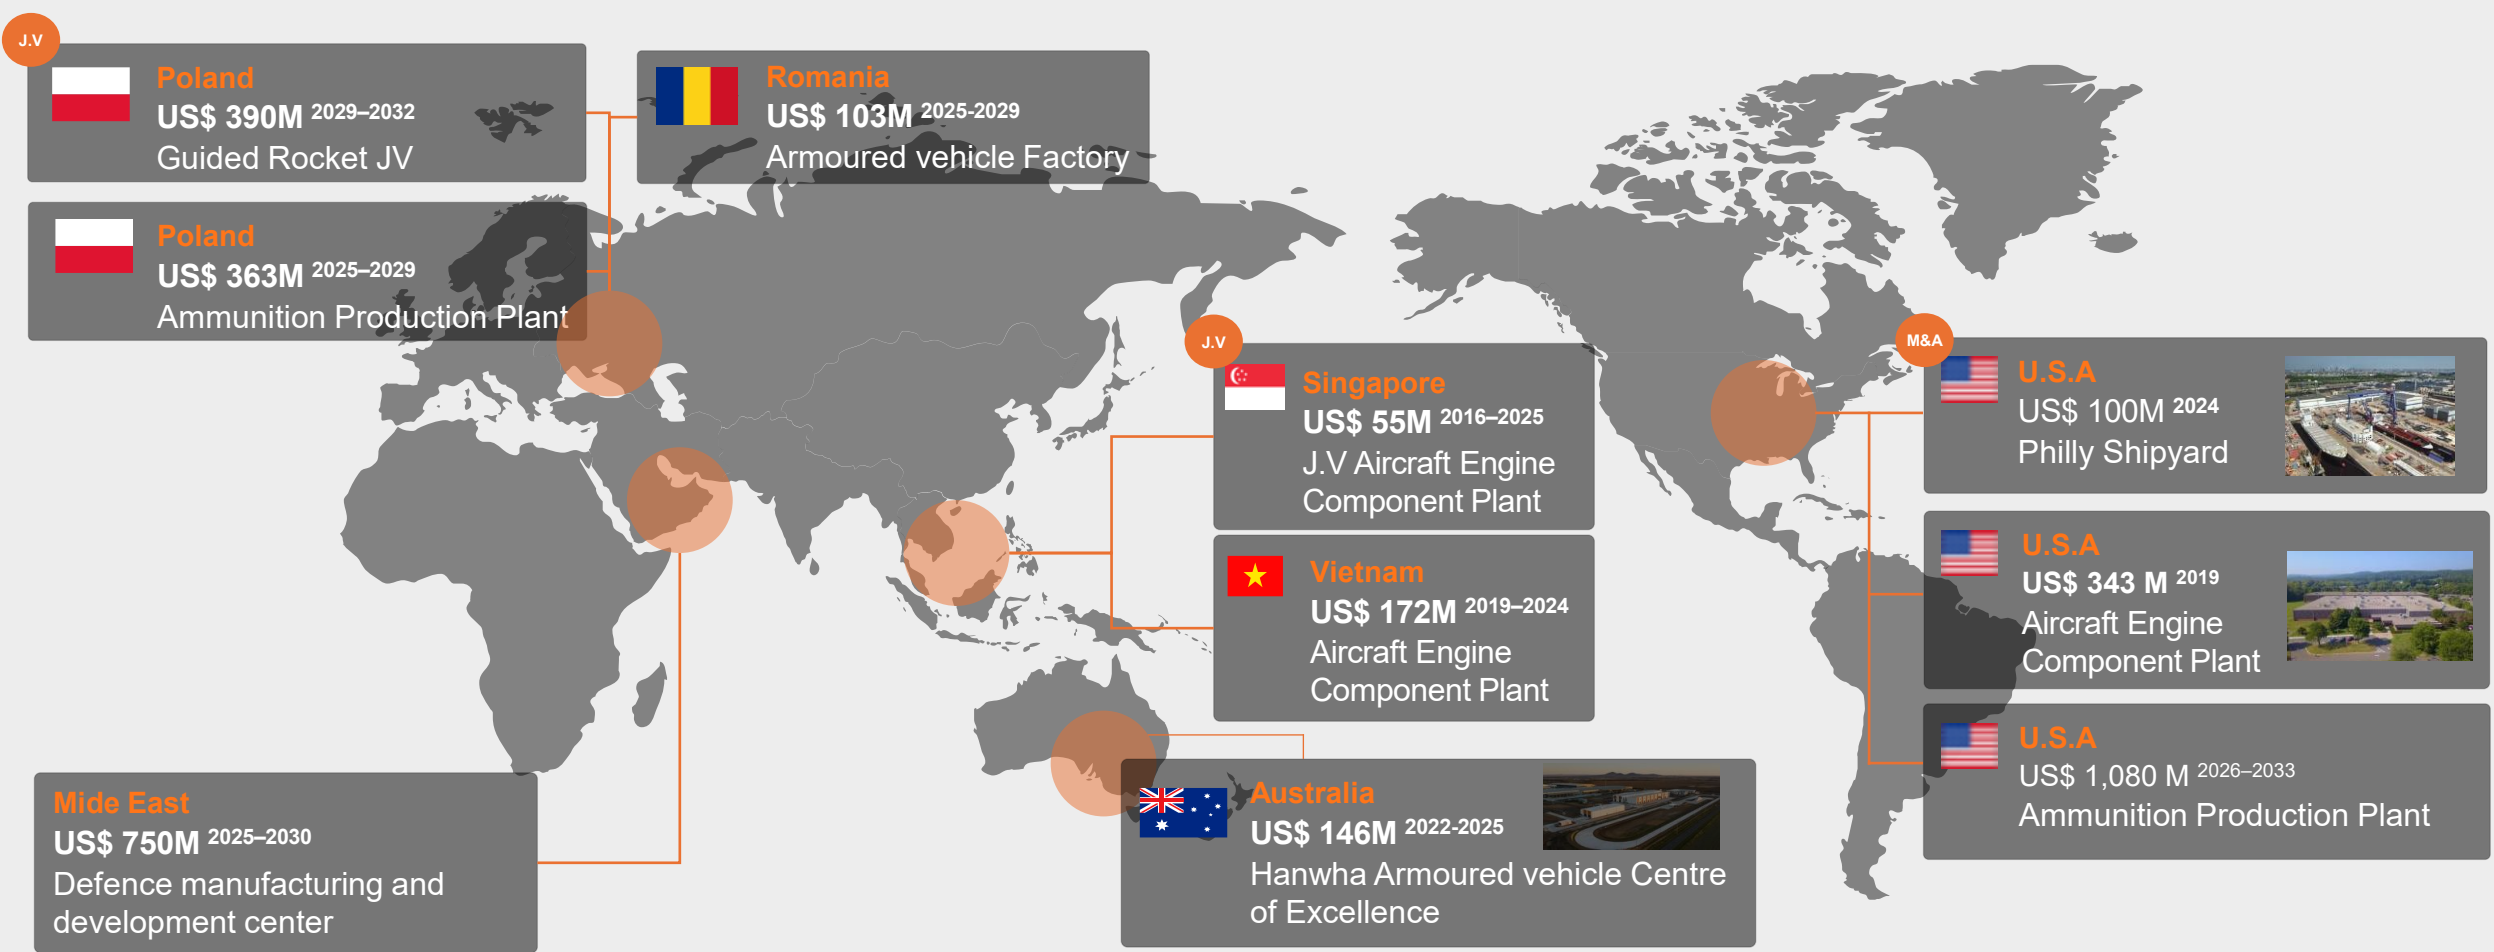 J.V
Poland
US$ 390M 2029–2032
Guided Rocket JV
Romania
US$ 103M 2025-2029
Armoured vehicle Factory
Poland
US$ 363M 2025–2029
Ammunition Production Plant
J.V
Singapore
US$ 55M 2016–2025
J.V Aircraft Engine
Component Plant
Vietnam
US$ 172M 2019–2024
Aircraft Engine
Component Plant
M&A
U.S.A
US$ 100M 2024
Philly Shipyard
U.S.A
US$ 343 M 2019
Aircraft Engine
Component Plant
U.S.A
US$ 1,080 M 2026–2033
Ammunition Production Plant
Mide East
US$ 750M 2025–2030
Defence manufacturing and
development center
Australia
US$ 146M 2022-2025
Hanwha Armoured vehicle Centre
of Excellence